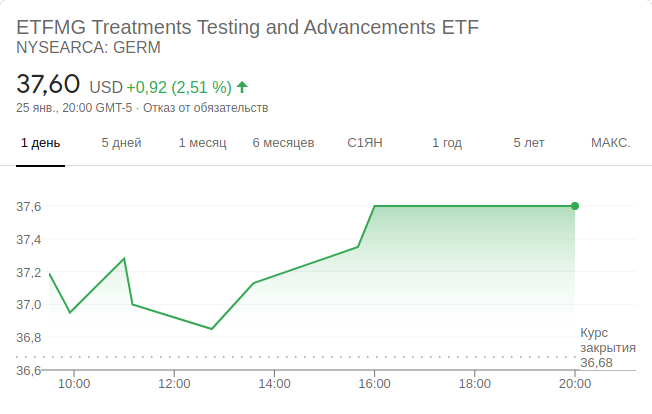 ETFMG Treatments Testing and Advancements ETF
NYSEARCA: GERM
37,60 USD +0,92 (2,51 %)
25 янв., 20:00 GMT-5 · Отказ от обязательств
1 день 5 дней 1 месяц 6 месяцев С1ЯН 1 год 5 лет МАКС.
37,6
37,4
37,2
37,0
36,8
36,6
Курс
закрытия
36,68
10:00 12:00 14:00 16:00 18:00 20:00